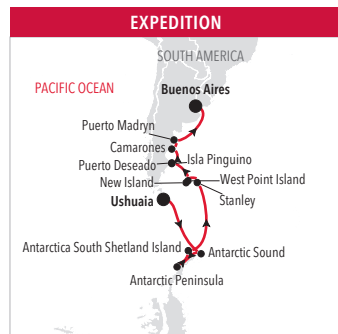 EXPEDITION
SOUTH AMERICA
PACIFIC OCEAN
Buenos Aires
Puerto Madryn
Camarones
Isla Pinguino
Puerto Deseado
West Point Island
New Island
Stanley
Ushuaia
Antarctica South Shetland Island
Antarctic Sound
Antarctic Peninsula